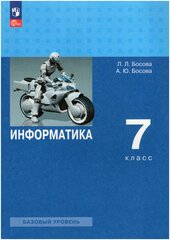 Л. Л. Босова
А. Ю. Босова
ИНФОРМАТИКА
7
класс
БАЗОВЫЙ УРОВЕНЬ